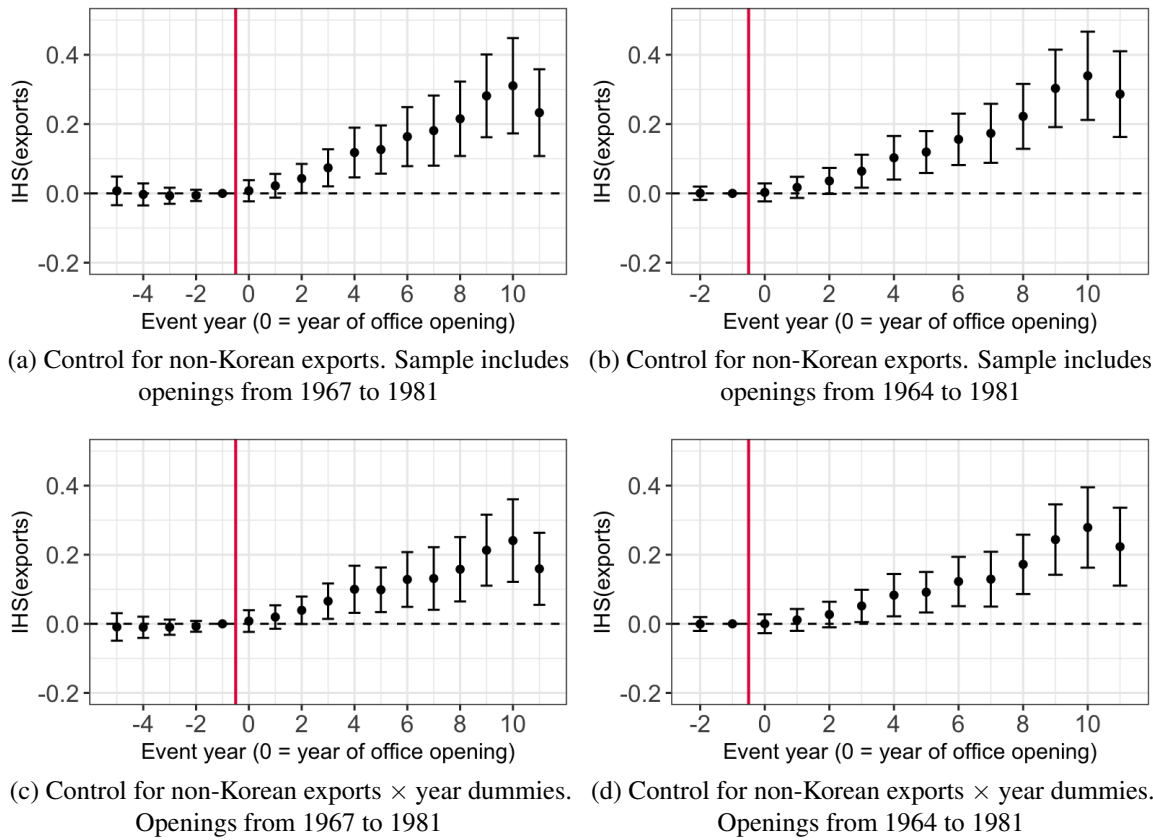 0.4
0.2
0.0
-0.2
IHS(exports)
-4 -2 0 2 4 6 8 10
Event year (0 = year of office opening)
(a) Control for non-Korean exports. Sample includes
openings from 1967 to 1981
0.4
0.2
0.0
-0.2
IHS(exports)
-2 0 2 4 6 8 10
Event year (0 = year of office opening)
(b) Control for non-Korean exports. Sample includes
openings from 1964 to 1981
0.4
0.2
0.0
-0.2
IHS(exports)
-4 -2 0 2 4 6 8 10
Event year (0 = year of office opening)
(c) Control for non-Korean exports × year dummies.
Openings from 1967 to 1981
0.4
0.2
0.0
-0.2
IHS(exports)
-2 0 2 4 6 8 10
Event year (0 = year of office opening)
(d) Control for non-Korean exports × year dummies.
Openings from 1964 to 1981